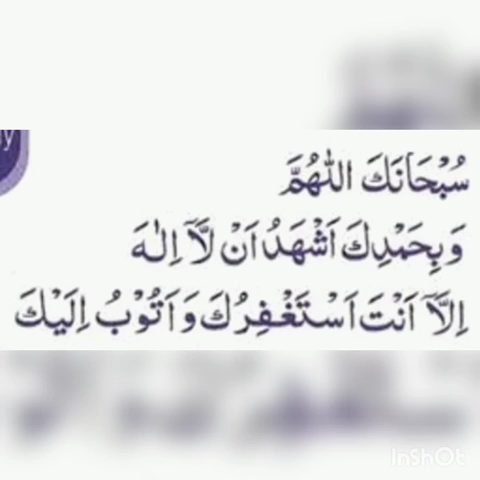 سُبْحَانَكَ اللّٰهُمَّ
وَبِحَمْدِكَ اَشْهَدُ اَنْ لَّآ اِلٰهَ
اِلَّآ اَنْتَ اَسْتَغْفِرُكَ وَاَتُوْبُ اِلَيْكَ
InShOt